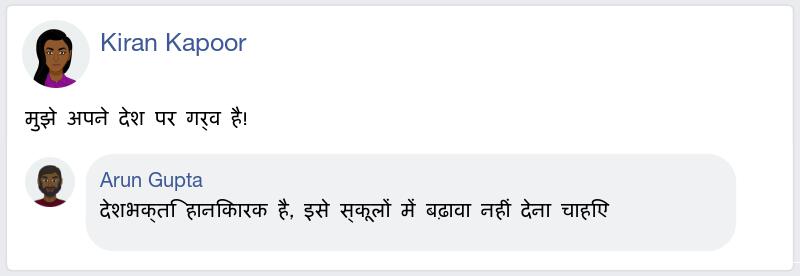 Kiran Kapoor
मुझे अपने देश पर गर्व है!
Arun Gupta
देशभक्ति हानिकारक है, इसे स्कूलों में बढ़ावा नहीं देना चाहिए